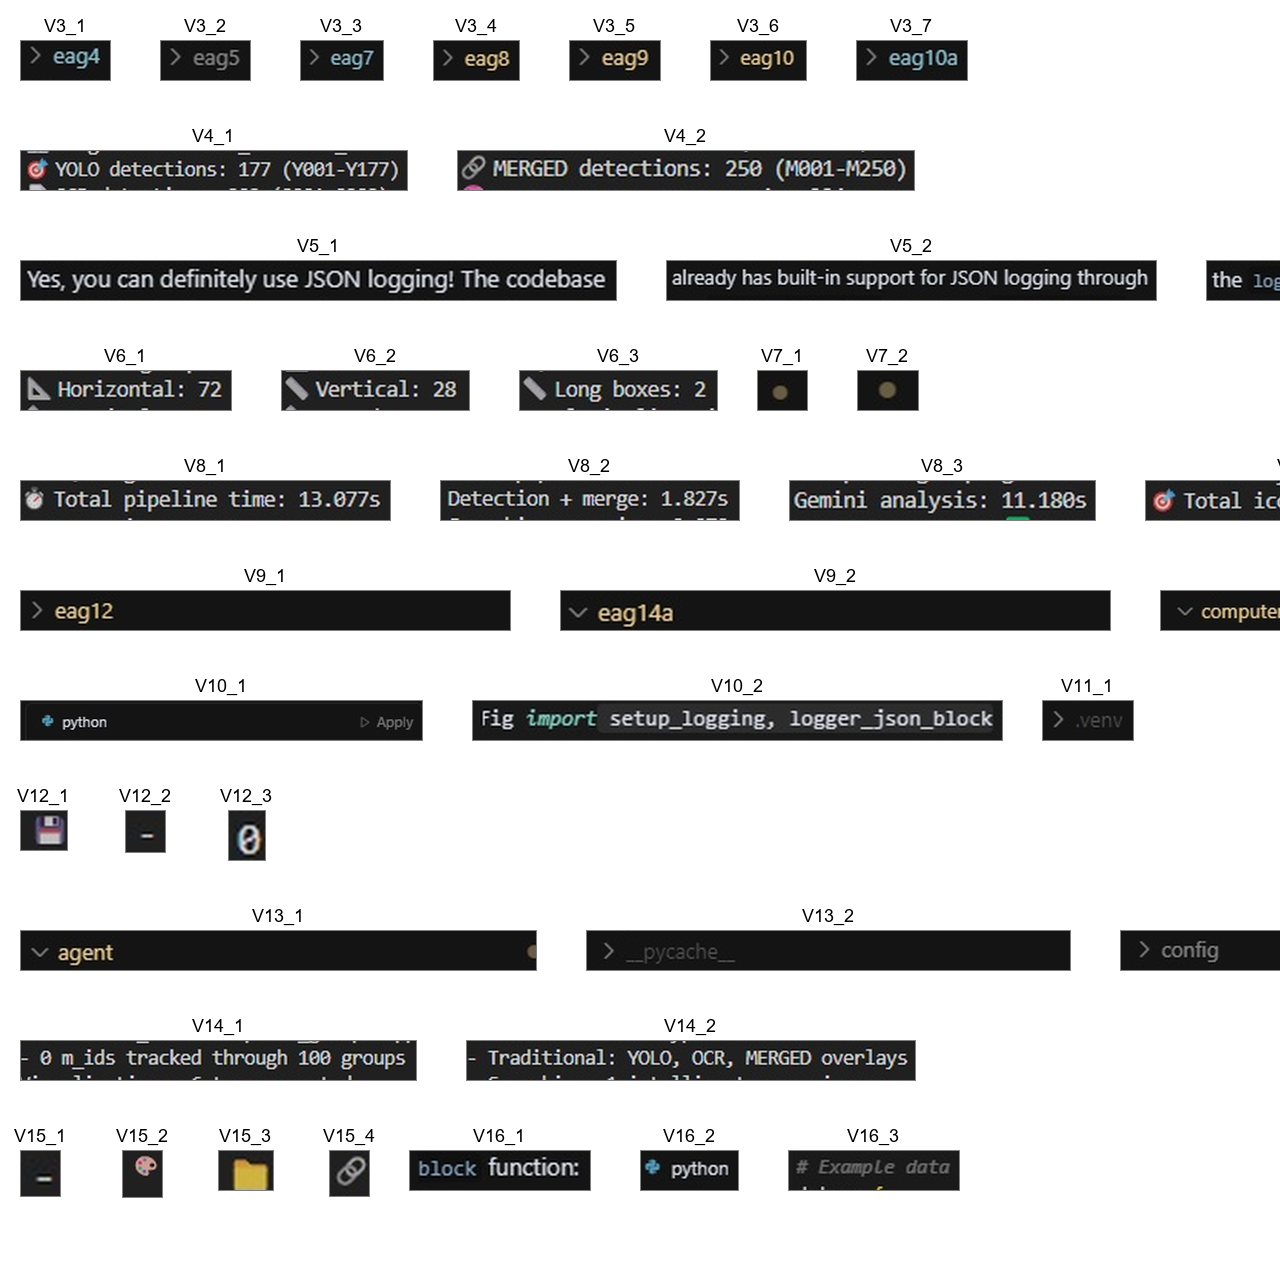 V3_1 V3_2 V3_3 V3_4 V3_5 V3_6 V3_7
eag4 eag5 eag7 eag8 eag9 eag10 eag10a
V4_1 V4_2
YOLO detections: 177 (Y001-Y177) MERGED detections: 250 (M001-M250)
V5_1 V5_2
Yes, you can definitely use JSON logging! The codebase already has built-in support for JSON logging through the log
V6_1 V6_2 V6_3 V7_1 V7_2
Horizontal: 72 Vertical: 28 Long boxes: 2
V8_1 V8_2 V8_3
Total pipeline time: 13.077s Detection + merge: 1.827s Gemini analysis: 11.180s Total ico
V9_1 V9_2
eag12 eag14a computer
V10_1 V10_2 V11_1
python Apply Fig import setup_logging, logger_json_block .venv
V12_1 V12_2 V12_3
- 0
V13_1 V13_2
agent __pycache__ config
V14_1 V14_2
- 0 m_ids tracked through 100 groups - Traditional: YOLO, OCR, MERGED overlays
V15_1 V15_2 V15_3 V15_4 V16_1 V16_2 V16_3
- block function: python # Example data